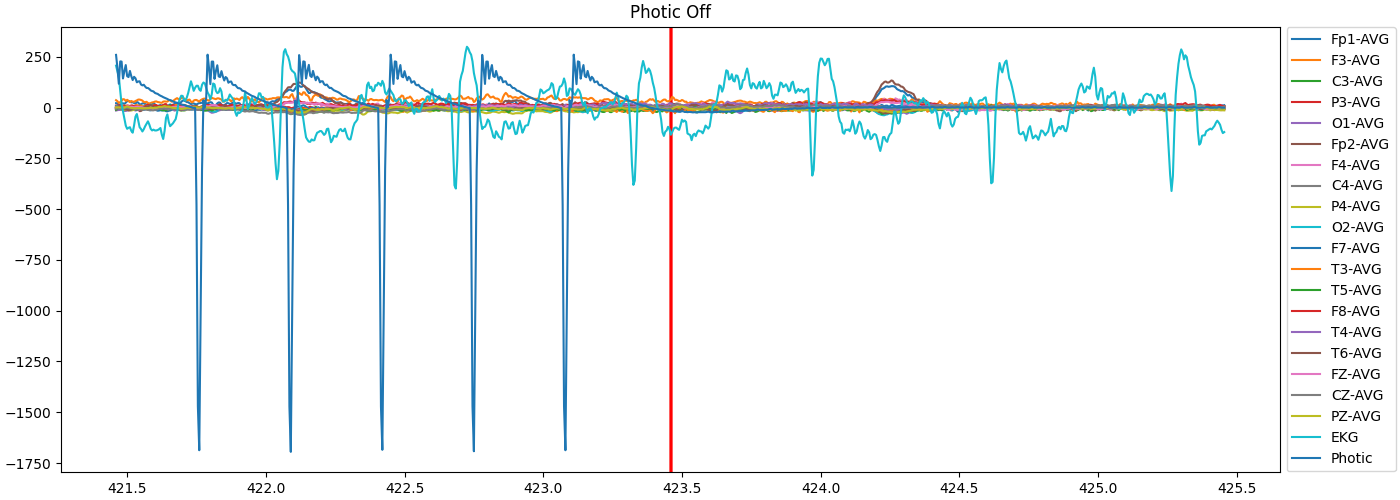 Photic Off
250
0
−250
−500
−750
−1000
−1250
−1500
−1750
421.5 422.0 422.5 423.0 423.5 424.0 424.5 425.0 425.5
Fp1-AVG
F3-AVG
C3-AVG
P3-AVG
O1-AVG
Fp2-AVG
F4-AVG
C4-AVG
P4-AVG
O2-AVG
F7-AVG
T3-AVG
T5-AVG
F8-AVG
T4-AVG
T6-AVG
FZ-AVG
CZ-AVG
PZ-AVG
EKG
Photic